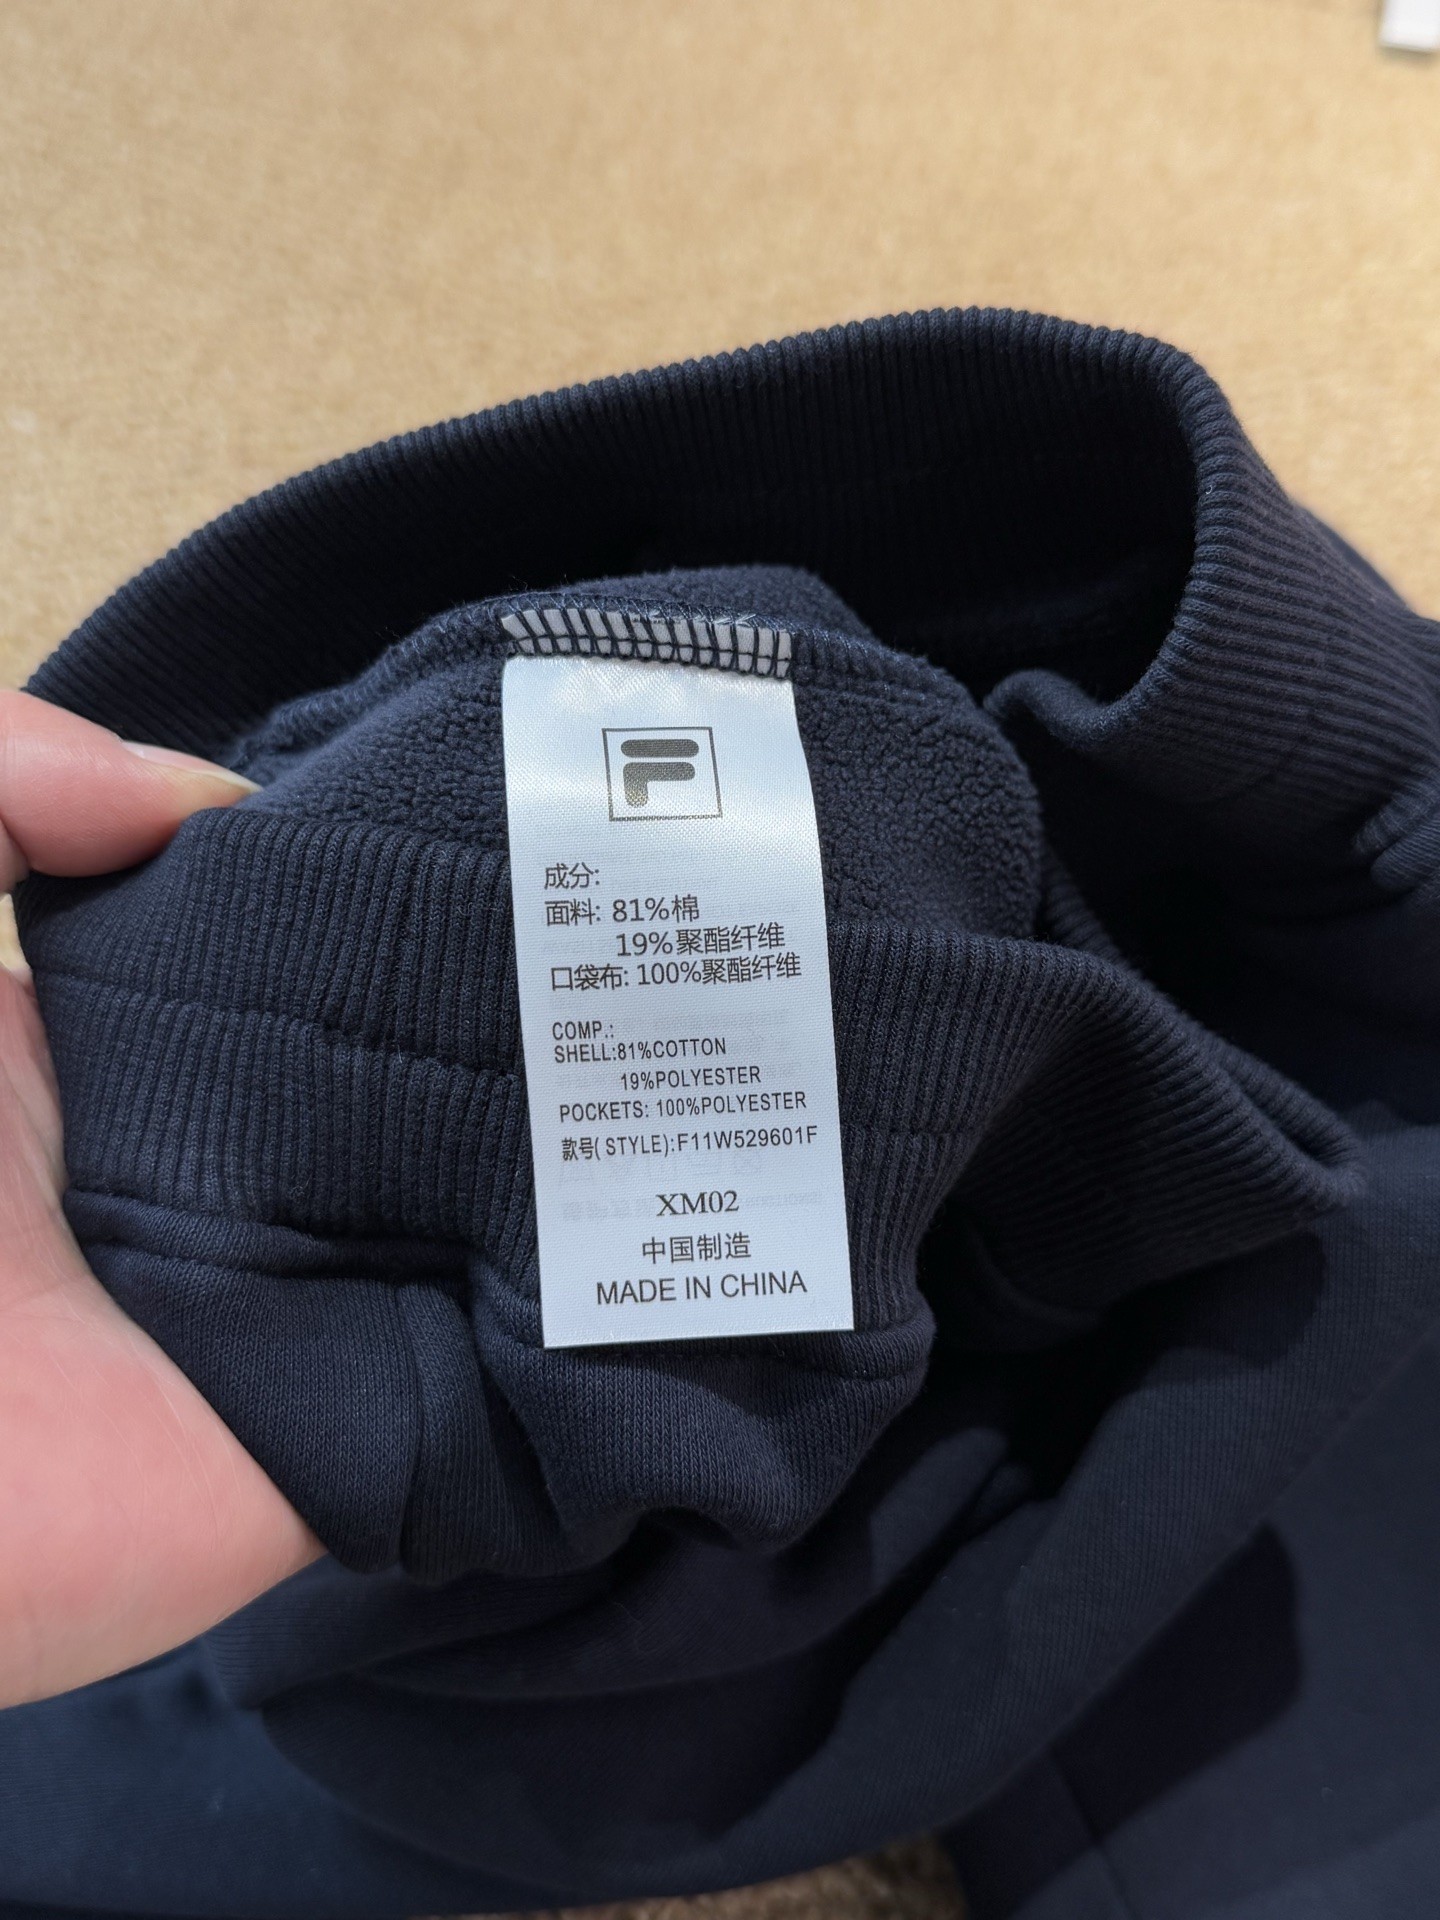 F
成分:
面料: 81%棉
19%聚酯纤维
口袋布: 100%聚酯纤维
COMP.:
SHELL:81%COTTON
19%POLYESTER
POCKETS: 100%POLYESTER
款号(STYLE):F11W529601F
XM02
中国制造
MADE IN CHINA